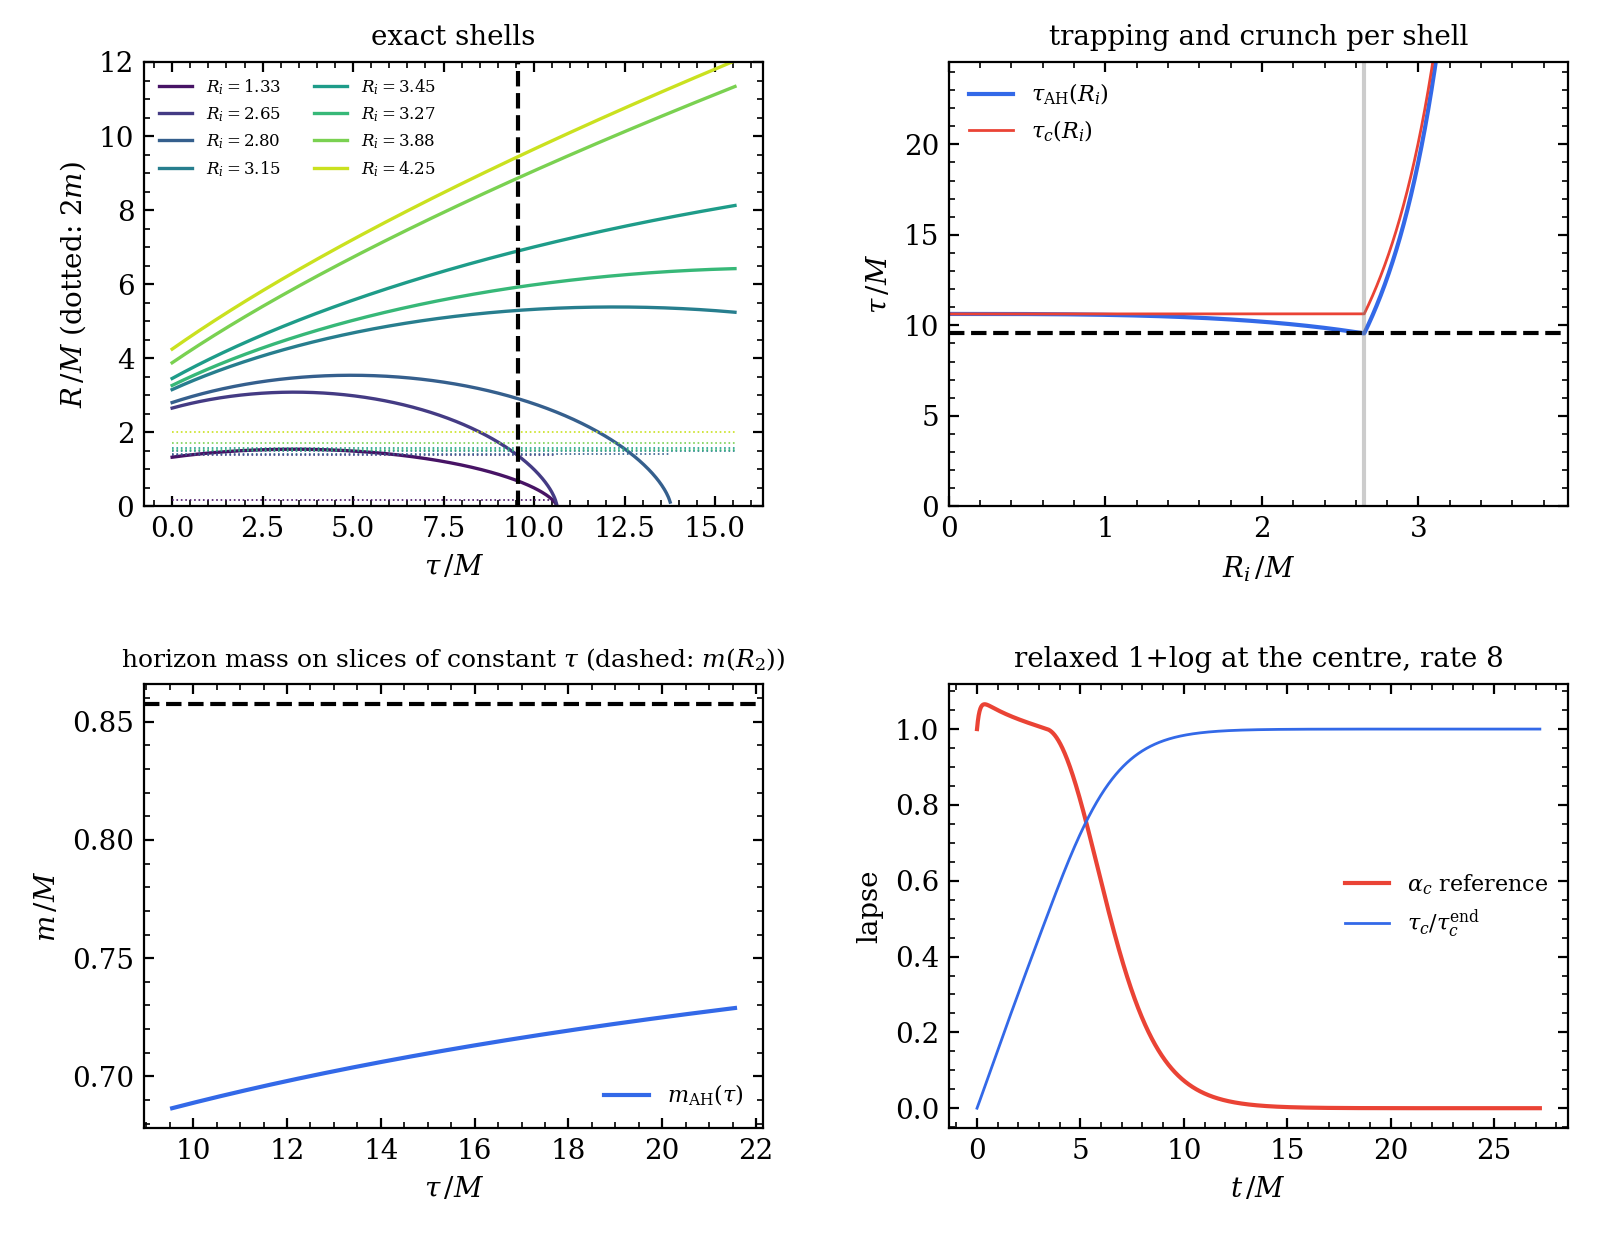 exact shells
R/M (dotted: 2m)
12
10
8
6
4
2
0
R_i = 1.33
R_i = 2.65
R_i = 2.80
R_i = 3.15
R_i = 3.45
R_i = 3.27
R_i = 3.88
R_i = 4.25
0.0 2.5 5.0 7.5 10.0 12.5 15.0
τ/M
trapping and crunch per shell
τ/M
20
15
10
5
0
τ_AH(R_i)
τ_c(R_i)
0 1 2 3
R_i/M
horizon mass on slices of constant τ (dashed: m(R_2))
m/M
0.85
0.80
0.75
0.70
m_AH(τ)
10 12 14 16 18 20 22
τ/M
relaxed 1+log at the centre, rate 8
lapse
1.0
0.8
0.6
0.4
0.2
0.0
α_c reference
τ_c/τ_c^end
0 5 10 15 20 25
t/M